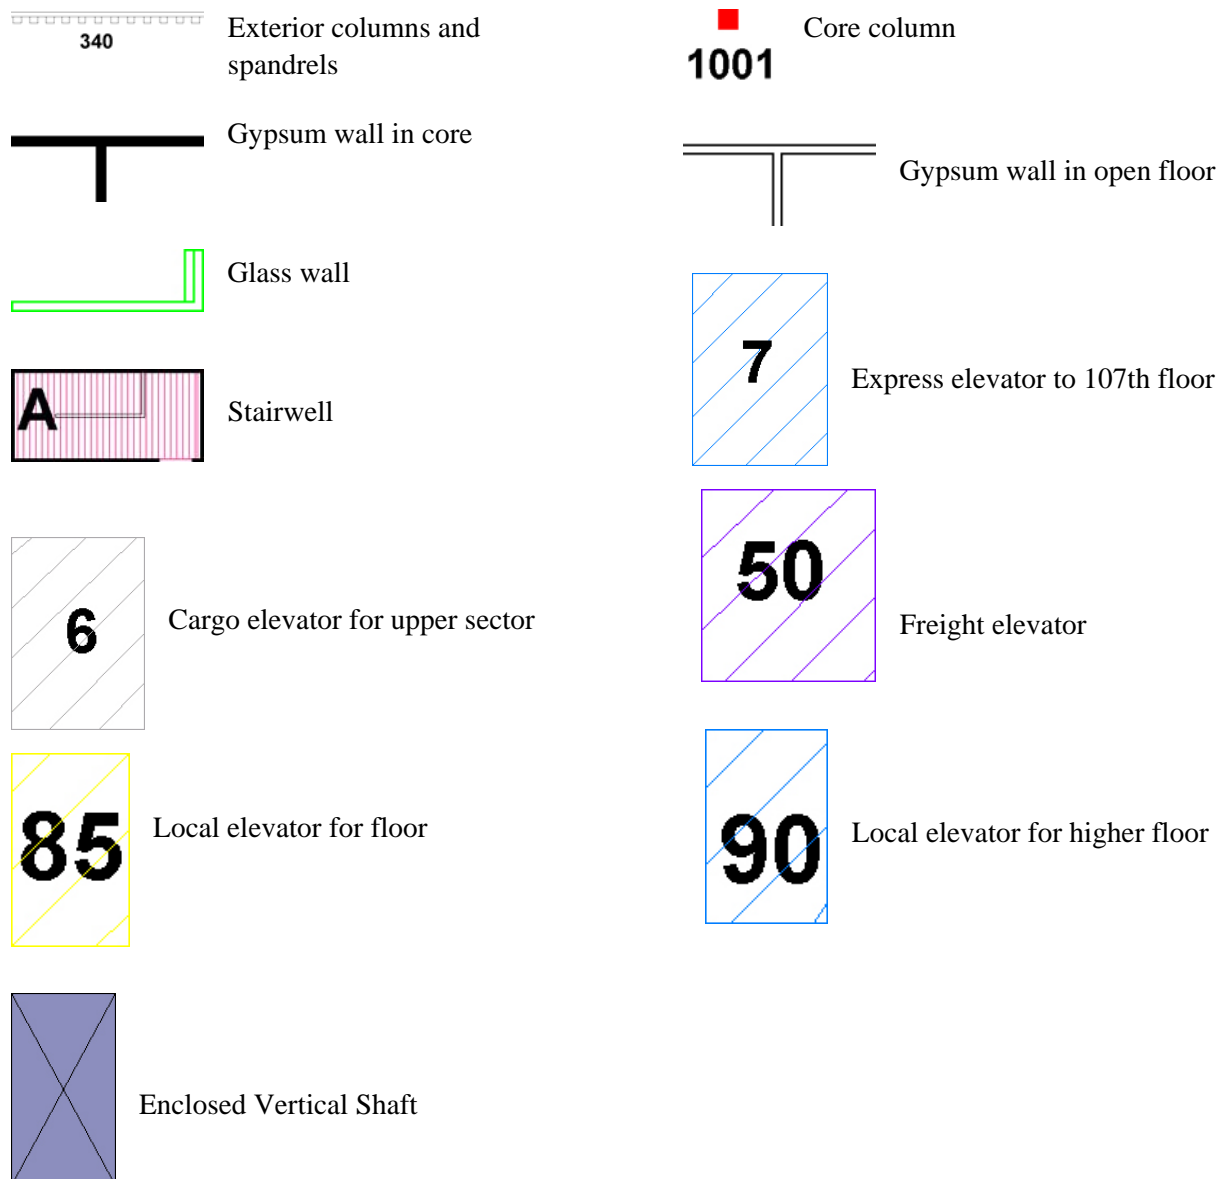 340
Exterior columns and
spandrels
1001
Core column
Gypsum wall in core
Gypsum wall in open floor
Glass wall
7
Express elevator to 107th floor
A
Stairwell
50
Freight elevator
6
Cargo elevator for upper sector
85
Local elevator for floor
90
Local elevator for higher floor
Enclosed Vertical Shaft